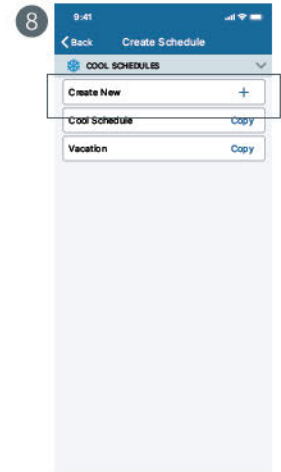 8
9:41
Back Create Schedule
COOL SCHEDULES
Create New +
Cool Schedule Copy
Vacation Copy